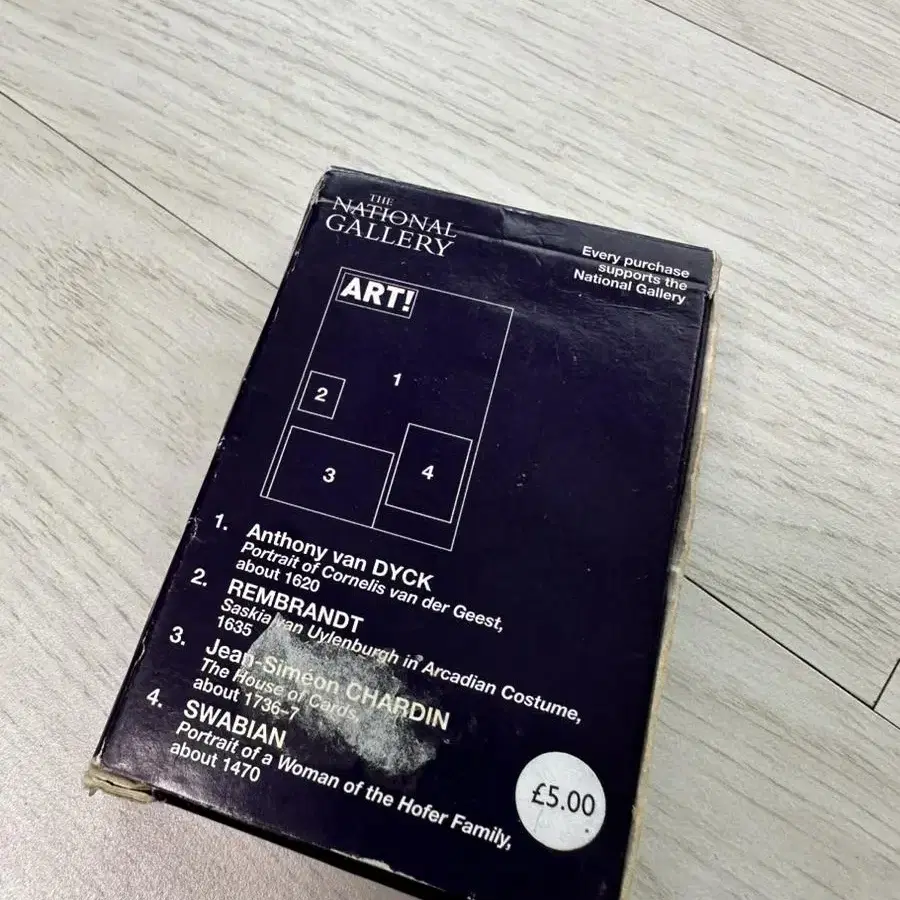 THE
NATIONAL
GALLERY
Every purchase
supports the
National Gallery
ART!
1
2
3
4
1. Anthony van DYCK
Portrait of Cornelis van der Geest,
about 1620
2. REMBRANDT
Saskia van Uylenburgh in Arcadian Costume,
1635
3. Jean-Siméon CHARDIN
The House of Cards,
about 1736–7
4. SWABIAN
Portrait of a Woman of the Hofer Family,
about 1470
£5.00